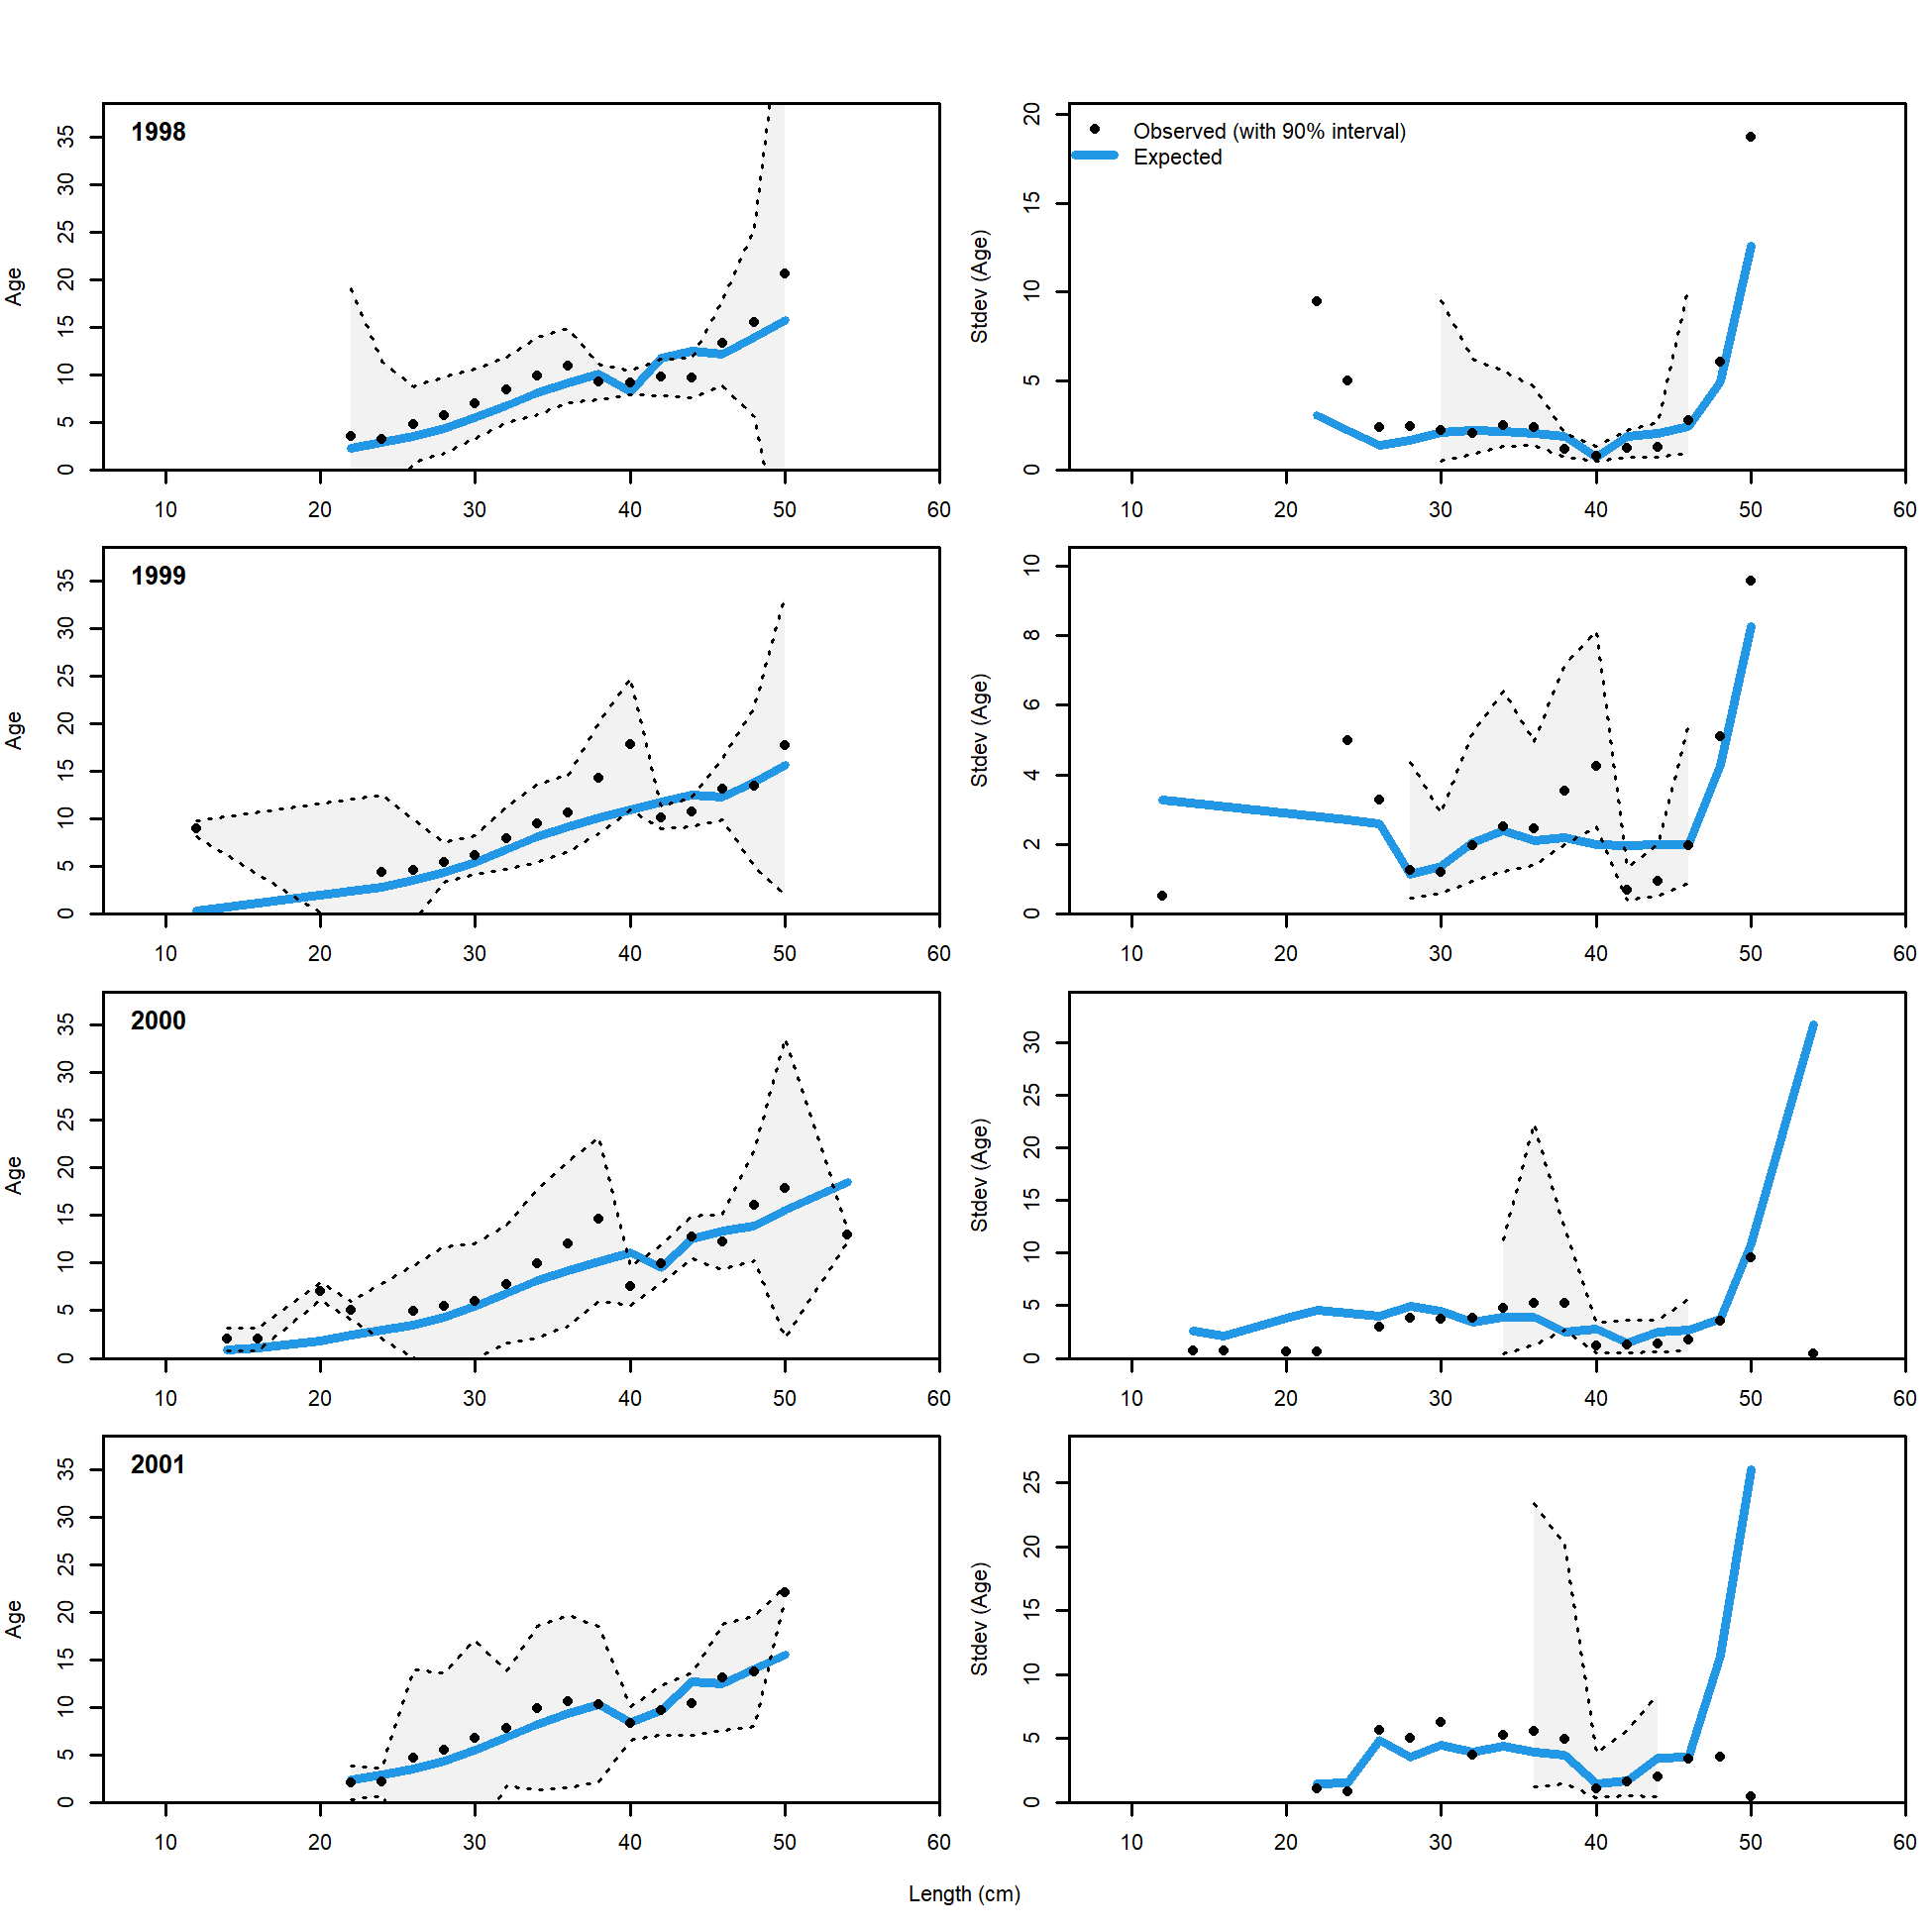 1998
Age
0 5 10 15 20 25 30 35
10 20 30 40 50 60
Observed (with 90% interval)
Expected
Stdev (Age)
0 5 10 15 20
10 20 30 40 50 60
1999
Age
0 5 10 15 20 25 30 35
10 20 30 40 50 60
Stdev (Age)
0 2 4 6 8 10
10 20 30 40 50 60
2000
Age
0 5 10 15 20 25 30 35
10 20 30 40 50 60
Stdev (Age)
0 5 10 15 20 25 30
10 20 30 40 50 60
2001
Age
0 5 10 15 20 25 30 35
10 20 30 40 50 60
Stdev (Age)
0 5 10 15 20 25
10 20 30 40 50 60
Length (cm)